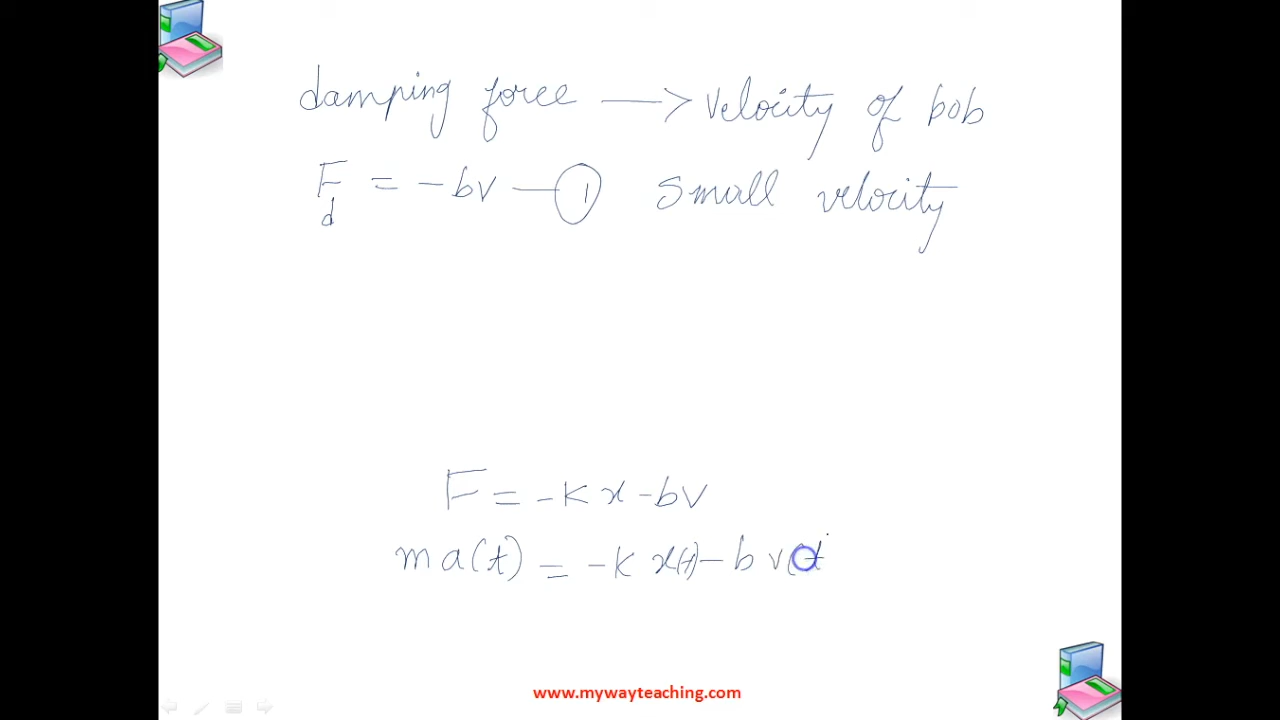 damping force → velocity of bob
F_d = -bv — ① small velocity
F = -Kx - bv
ma(t) = -K x(t) - b v(t
www.mywayteaching.com